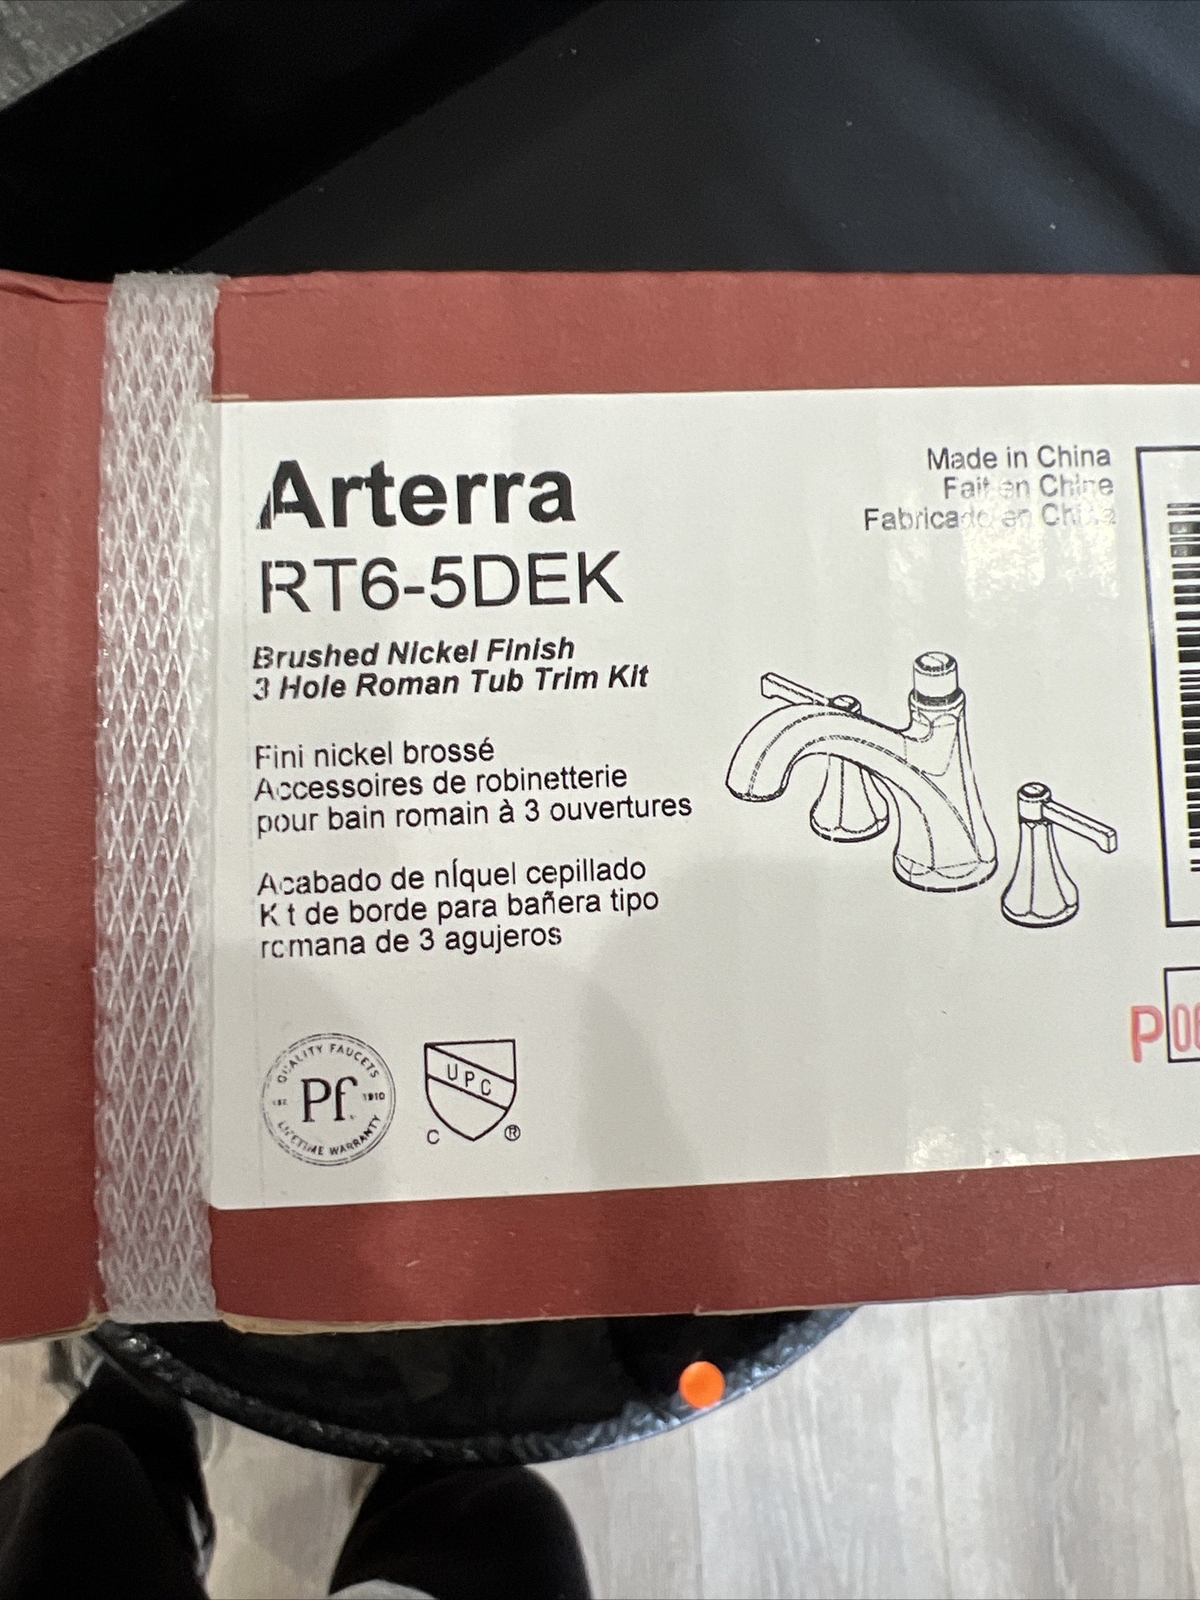 Arterra
RT6-5DEK
Brushed Nickel Finish
3 Hole Roman Tub Trim Kit
Fini nickel brossé
Accessoires de robinetterie
pour bain romain à 3 ouvertures
Acabado de níquel cepillado
Kit de borde para bañera tipo
romana de 3 agujeros
Made in China
Fait en Chine
Fabricado en China
QUALITY FAUCETS
EST. Pf 1910
LIFETIME WARRANTY
UPC
C ®
P06